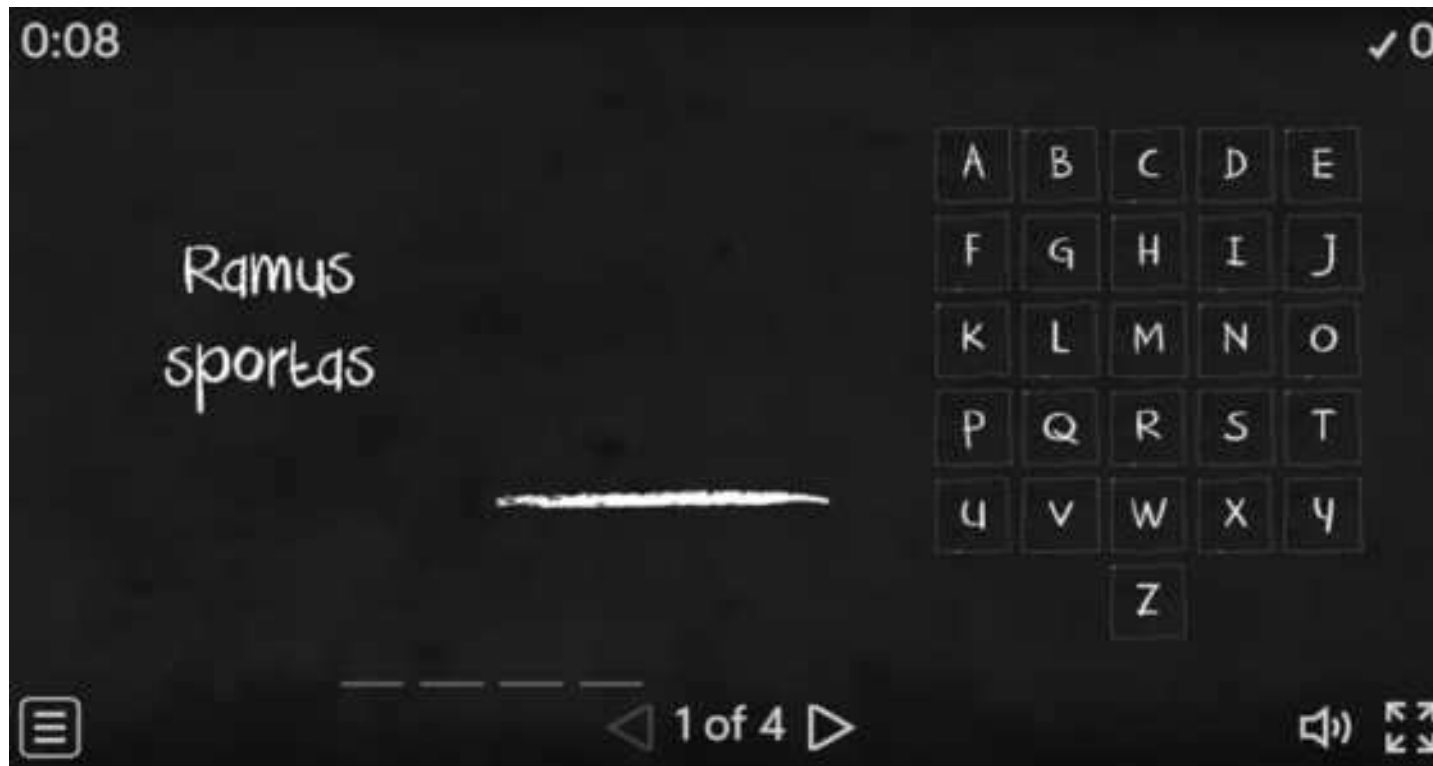 0:08
✓ 0
Ramus
sportas
A B C D E
F G H I J
K L M N O
P Q R S T
U V W X Y
Z
1 of 4